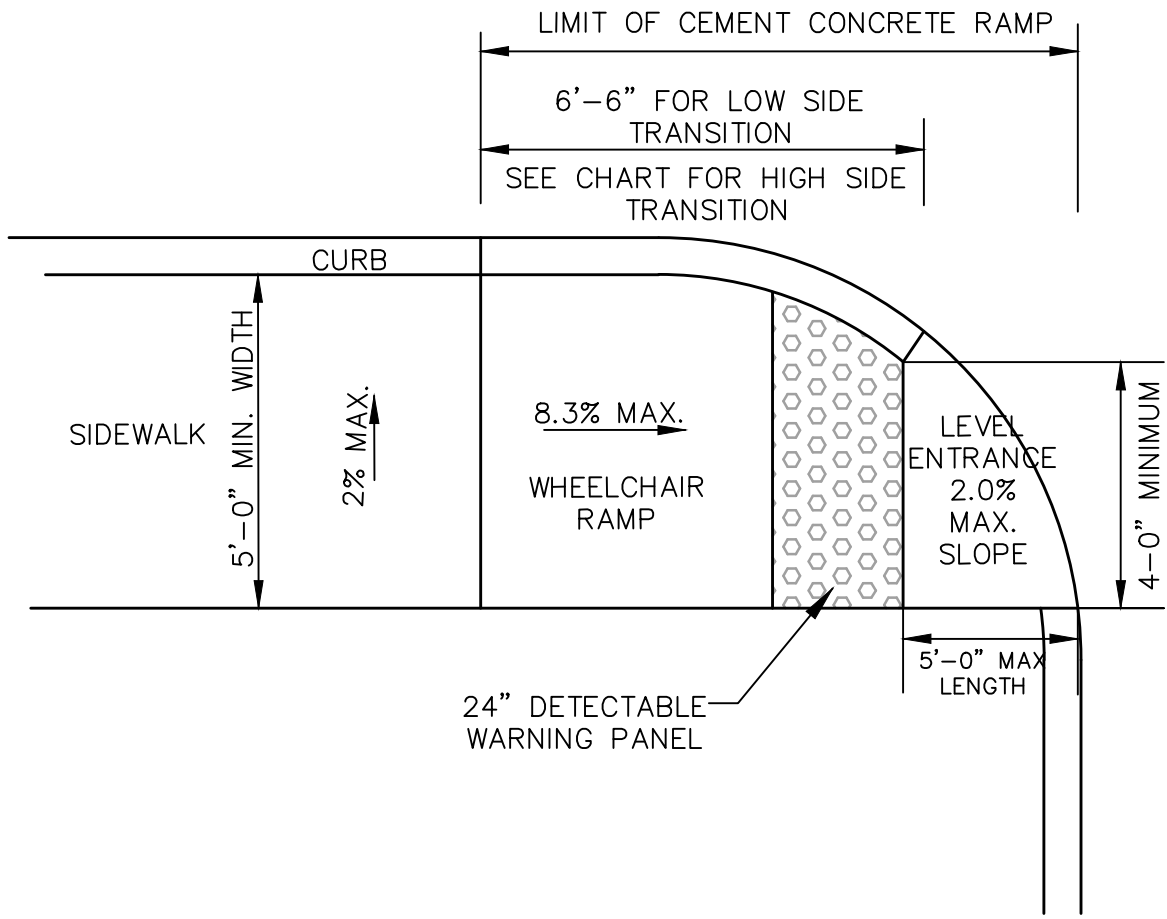 LIMIT OF CEMENT CONCRETE RAMP
6’-6” FOR LOW SIDE
TRANSITION
SEE CHART FOR HIGH SIDE
TRANSITION
CURB
SIDEWALK
5’-0” MIN. WIDTH
2% MAX.
8.3% MAX.
WHEELCHAIR
RAMP
LEVEL
ENTRANCE
2.0%
MAX.
SLOPE
4-0” MINIMUM
5’-0” MAX
LENGTH
24” DETECTABLE
WARNING PANEL